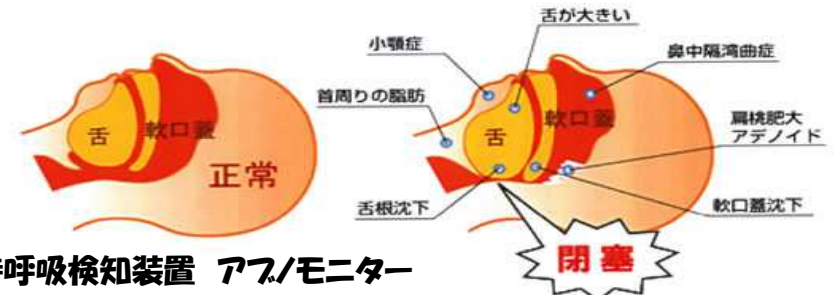 舌
軟口蓋
正常
舌が大きい
小顎症
鼻中隔湾曲症
首周りの脂肪
舌
軟口蓋
扁桃肥大
アデノイド
舌根沈下
軟口蓋沈下
閉塞
呼吸検知装置 アプノモニター